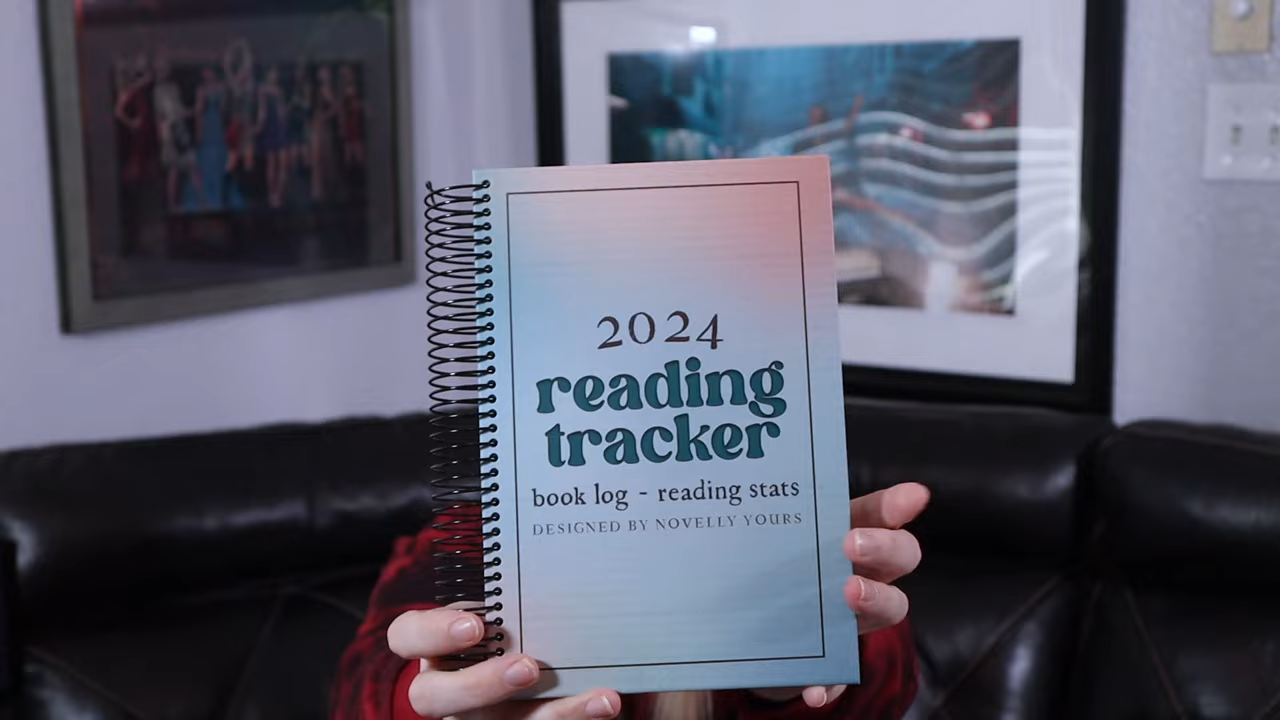 2024
reading
tracker
book log - reading stats
DESIGNED BY NOVELLY YOURS